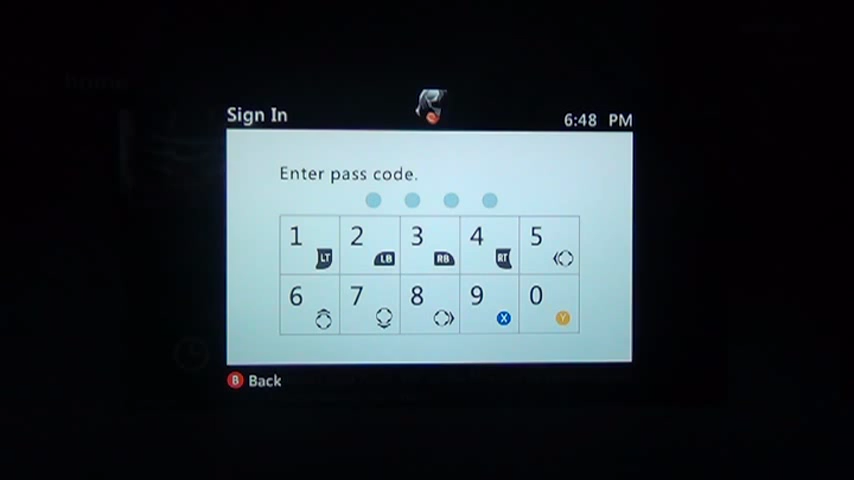 home
Sign In
6:48 PM
Enter pass code.
1 LT 2 LB 3 RB 4 RT 5
6 7 8 9 X 0 Y
B Back